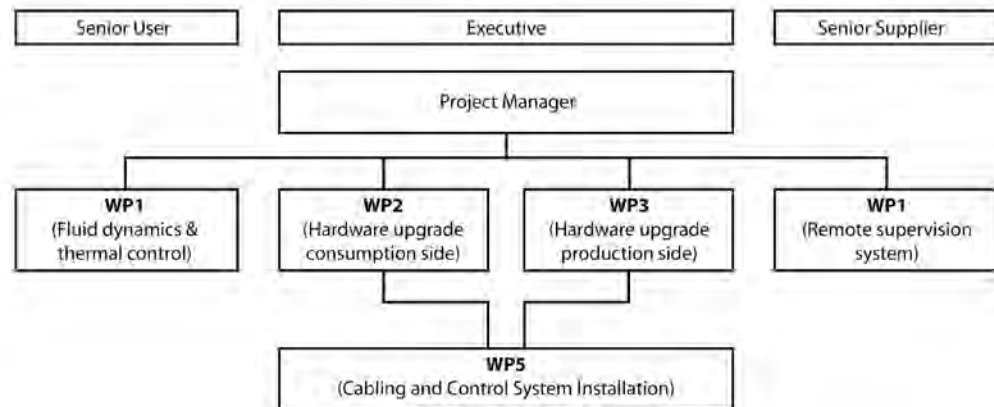 Senior User
Executive
Senior Supplier
Project Manager
WP1
(Fluid dynamics &
thermal control)
WP2
(Hardware upgrade
consumption side)
WP3
(Hardware upgrade
production side)
WP1
(Remote supervision
system)
WP5
(Cabling and Control System Installation)